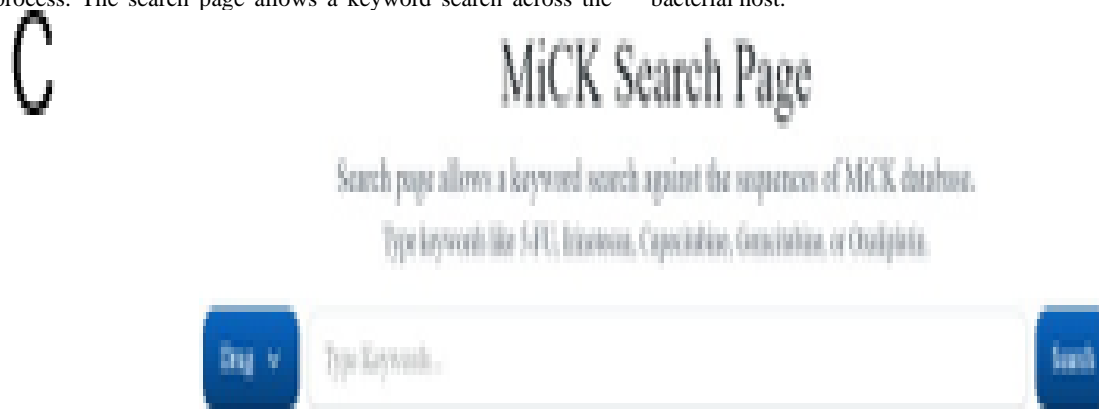 process. The search page allows a keyword search across the bacterial host.
C
MiCK Search Page
Search page allows a keyword search against the sequences of MiCK database.
Type keywords like 5-FU, Irinotecan, Capecitabine, Gemcitabine, or Oxaliplatin.
Drug Type Keywords... Search